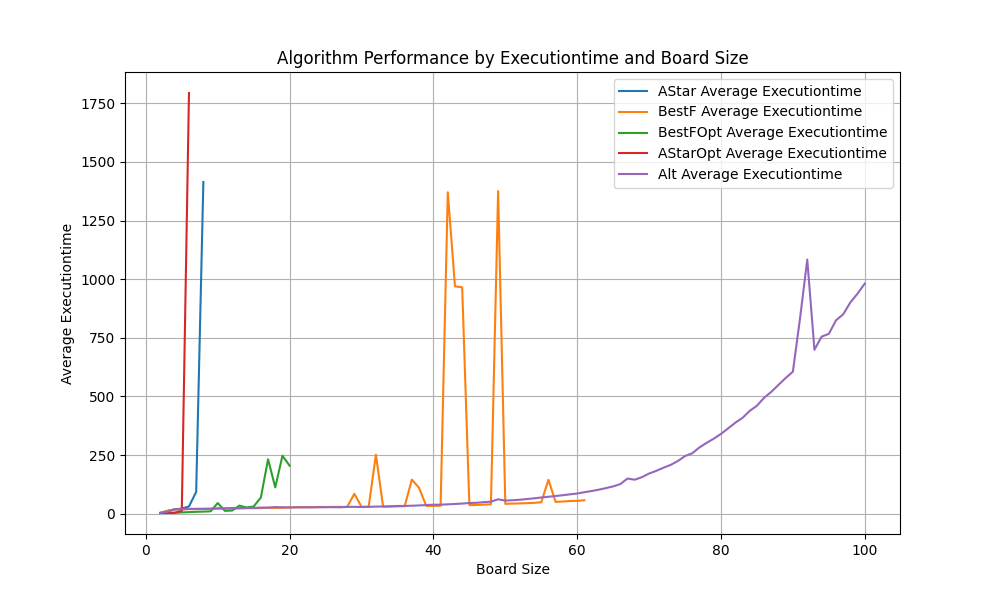 Algorithm Performance by Executiontime and Board Size
AStar Average Executiontime
BestF Average Executiontime
BestFOpt Average Executiontime
AStarOpt Average Executiontime
Alt Average Executiontime
Average Executiontime
1750
1500
1250
1000
750
500
250
0
0 20 40 60 80 100
Board Size